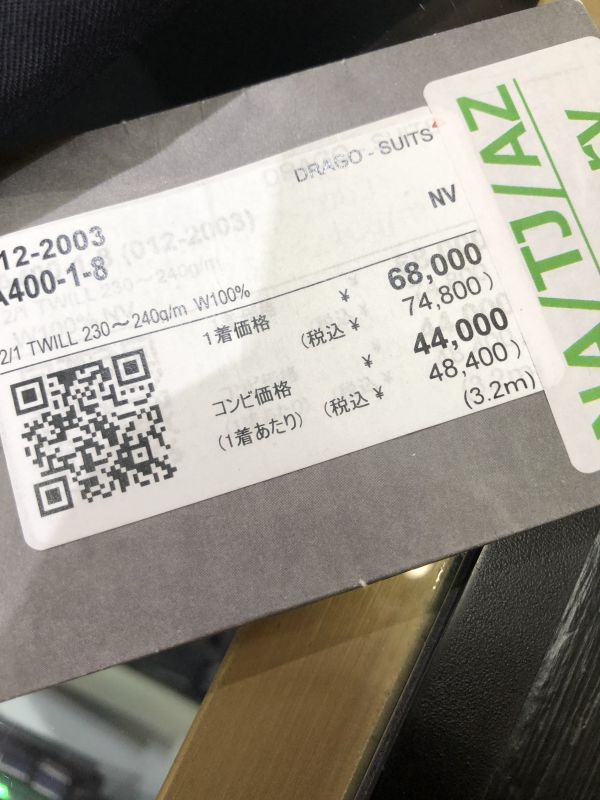 DRAGO - SUITS
NV
12-2003
A400-1-8
2/1 TWILL 230～240g/m W100%
1着価格 ¥ 68,000
(税込 ¥ 74,800)
コンビ価格 ¥ 44,000
(1着あたり) (税込 ¥ 48,400)
(3.2m)
/TJ/AZ